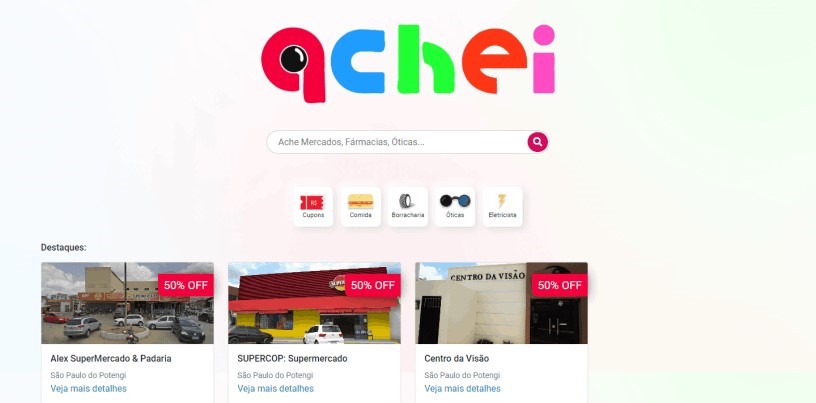 achei
Ache Mercados, Fármacias, Óticas...
R$
Cupons
Comida
Borracharia
Óticas
Eletricista
Destaques:
50% OFF
50% OFF
CENTRO DA VISÃO
50% OFF
Alex SuperMercado & Padaria
São Paulo do Potengi
Veja mais detalhes
SUPERCOP: Supermercado
São Paulo do Potengi
Veja mais detalhes
Centro da Visão
São Paulo do Potengi
Veja mais detalhes